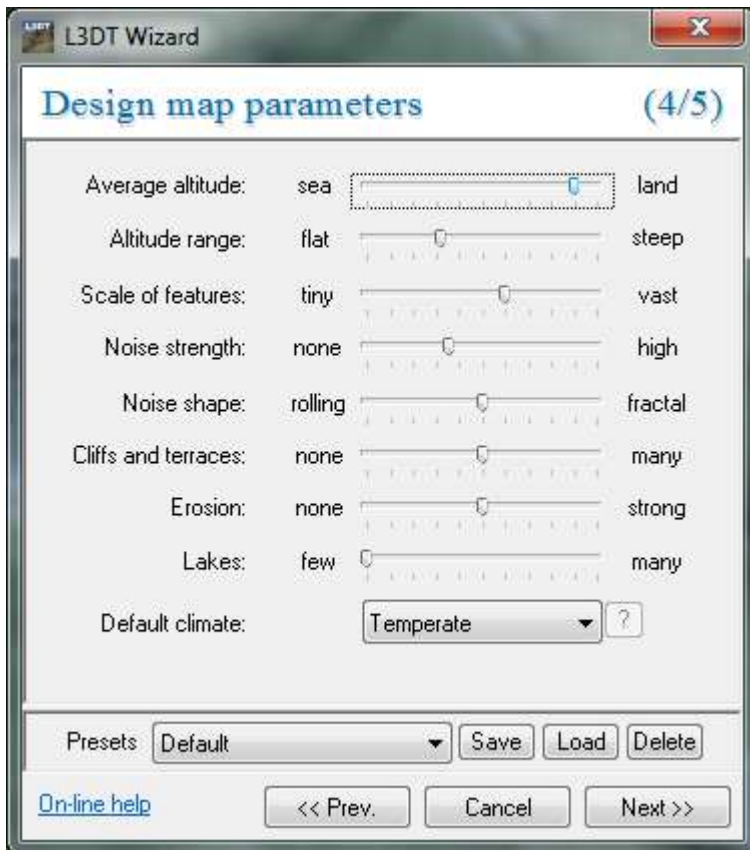 L3DT
L3DT Wizard
Design map parameters (4/5)
Average altitude: sea land
Altitude range: flat steep
Scale of features: tiny vast
Noise strength: none high
Noise shape: rolling fractal
Cliffs and terraces: none many
Erosion: none strong
Lakes: few many
Default climate: Temperate ?
Presets Default Save Load Delete
On-line help << Prev. Cancel Next >>